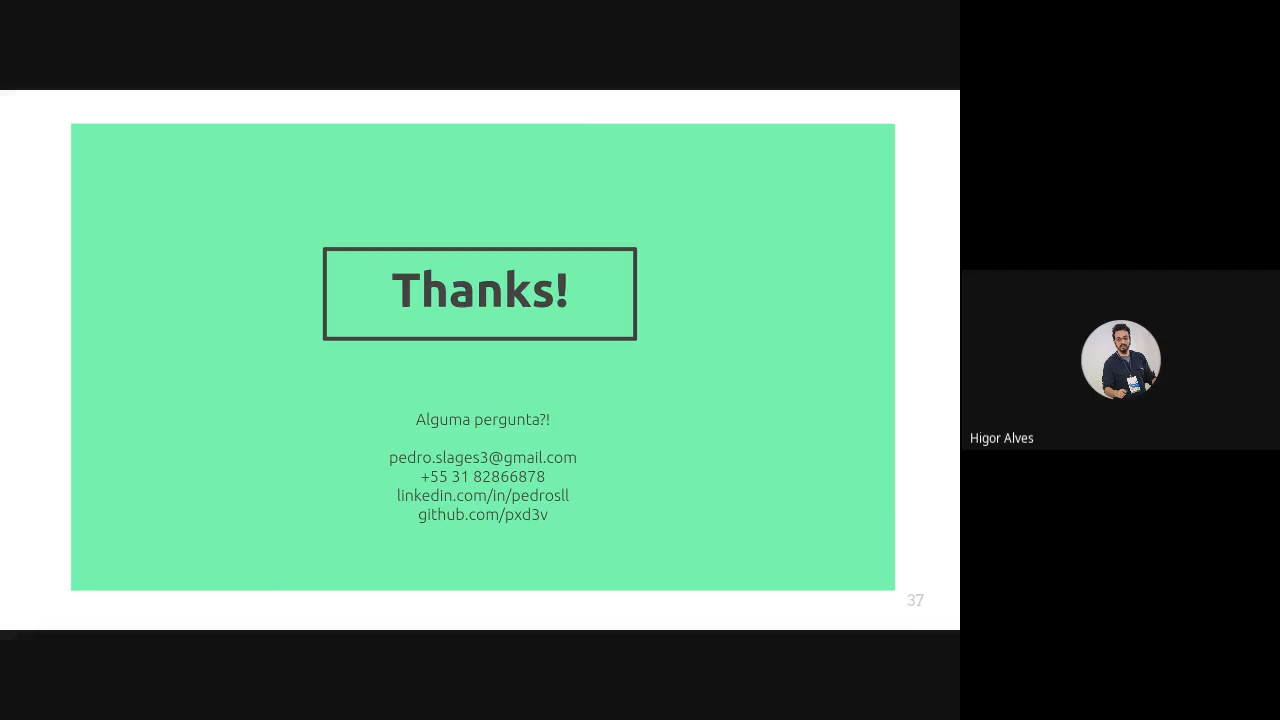 Thanks!
Alguma pergunta?!
pedro.slages3@gmail.com
+55 31 82866878
linkedin.com/in/pedrosll
github.com/pxd3v
37
Higor Alves